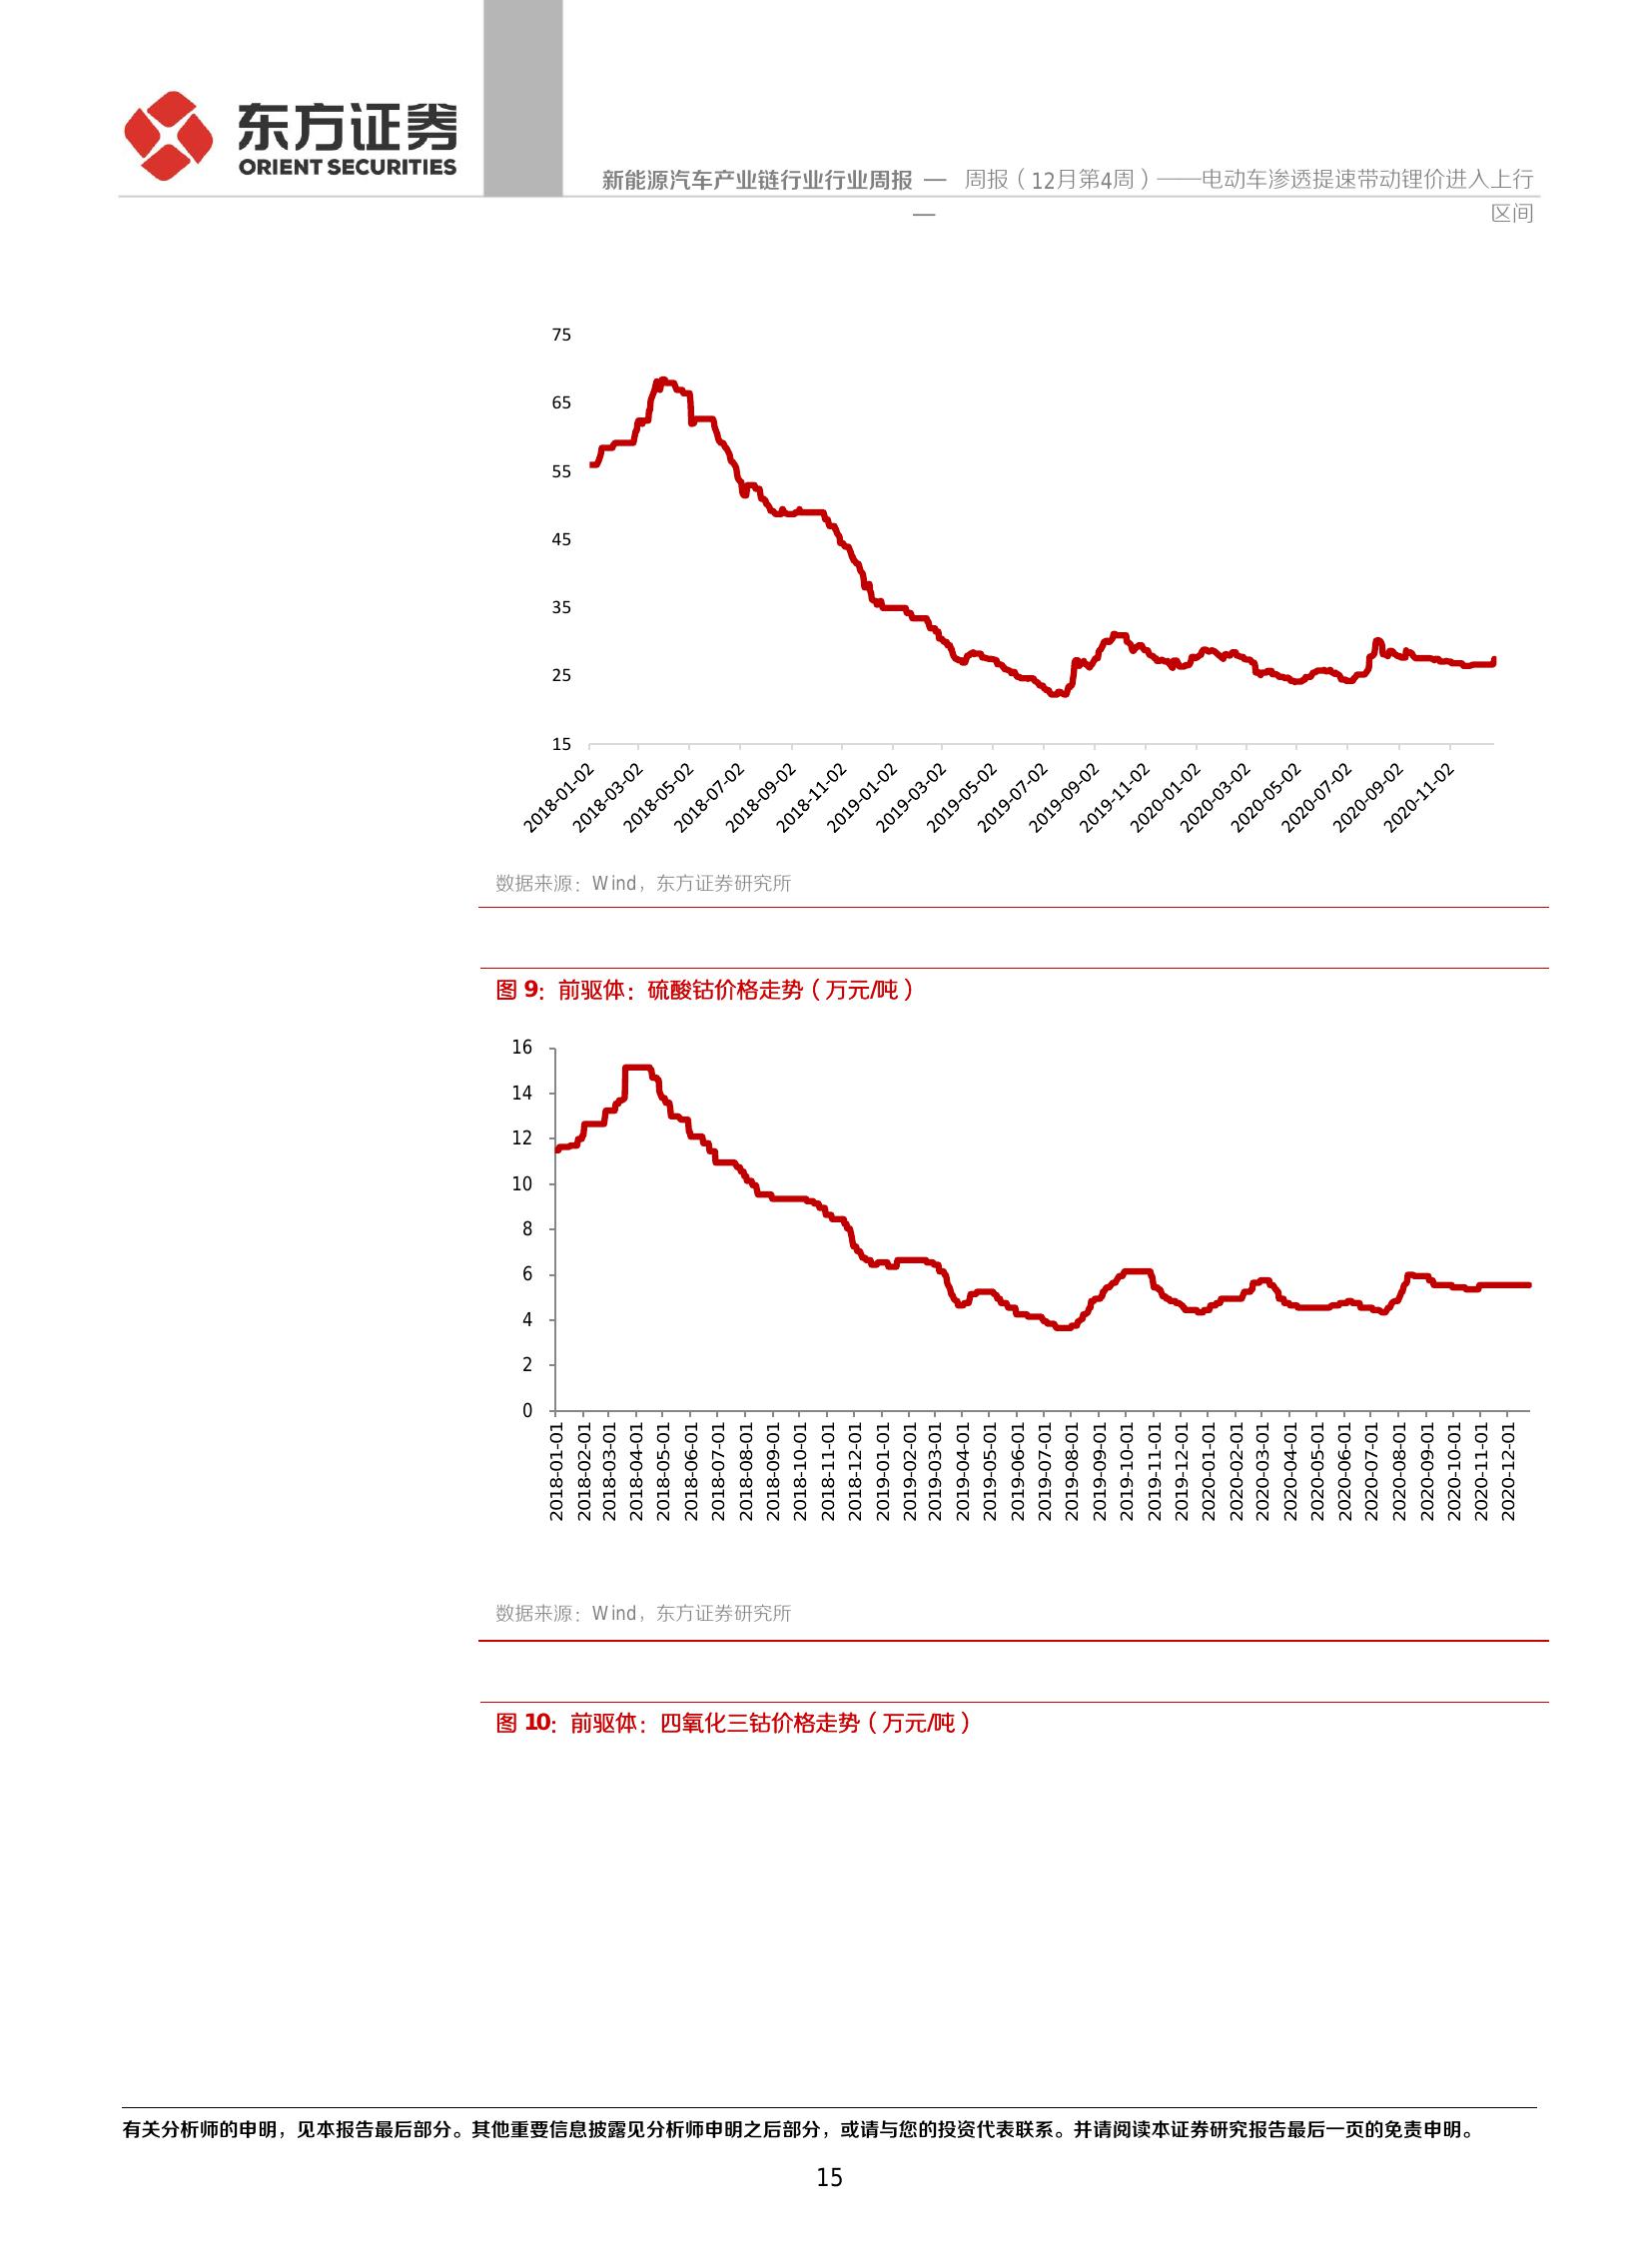 东方证券
ORIENT SECURITIES
新能源汽车产业链行业行业周报 — 周报（12月第4周）——电动车渗透提速带动锂价进入上行
— 区间
75
65
55
45
35
25
15
2018-01-02 2018-03-02 2018-05-02 2018-07-02 2018-09-02 2018-11-02 2019-01-02 2019-03-02 2019-05-02 2019-07-02 2019-09-02 2019-11-02 2020-01-02 2020-03-02 2020-05-02 2020-07-02 2020-09-02 2020-11-02
数据来源：Wind，东方证券研究所
图 9：前驱体：硫酸钴价格走势（万元/吨）
16
14
12
10
8
6
4
2
0
2018-01-01 2018-02-01 2018-03-01 2018-04-01 2018-05-01 2018-06-01 2018-07-01 2018-08-01 2018-09-01 2018-10-01 2018-11-01 2018-12-01 2019-01-01 2019-02-01 2019-03-01 2019-04-01 2019-05-01 2019-06-01 2019-07-01 2019-08-01 2019-09-01 2019-10-01 2019-11-01 2019-12-01 2020-01-01 2020-02-01 2020-03-01 2020-04-01 2020-05-01 2020-06-01 2020-07-01 2020-08-01 2020-09-01 2020-10-01 2020-11-01 2020-12-01
数据来源：Wind，东方证券研究所
图 10：前驱体：四氧化三钴价格走势（万元/吨）
有关分析师的申明，见本报告最后部分。其他重要信息披露见分析师申明之后部分，或请与您的投资代表联系。并请阅读本证券研究报告最后一页的免责申明。
15